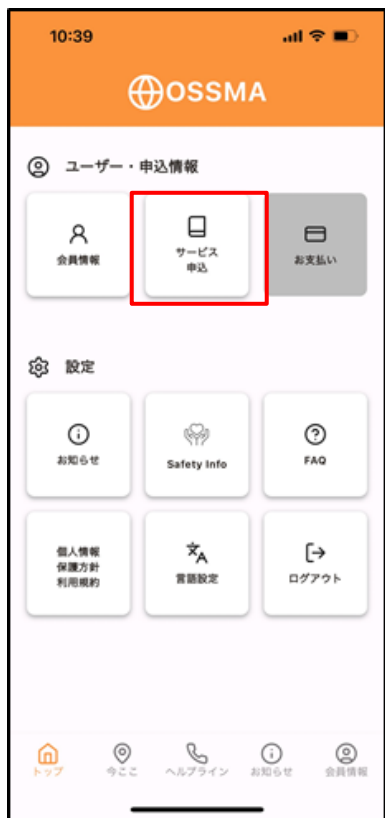 10:39
OSSMA
ユーザー・申込情報
会員情報
サービス
申込
お支払い
設定
お知らせ
Safety Info
FAQ
個人情報
保護方針
利用規約
言語設定
ログアウト
トップ
今ここ
ヘルプライン
お知らせ
会員情報